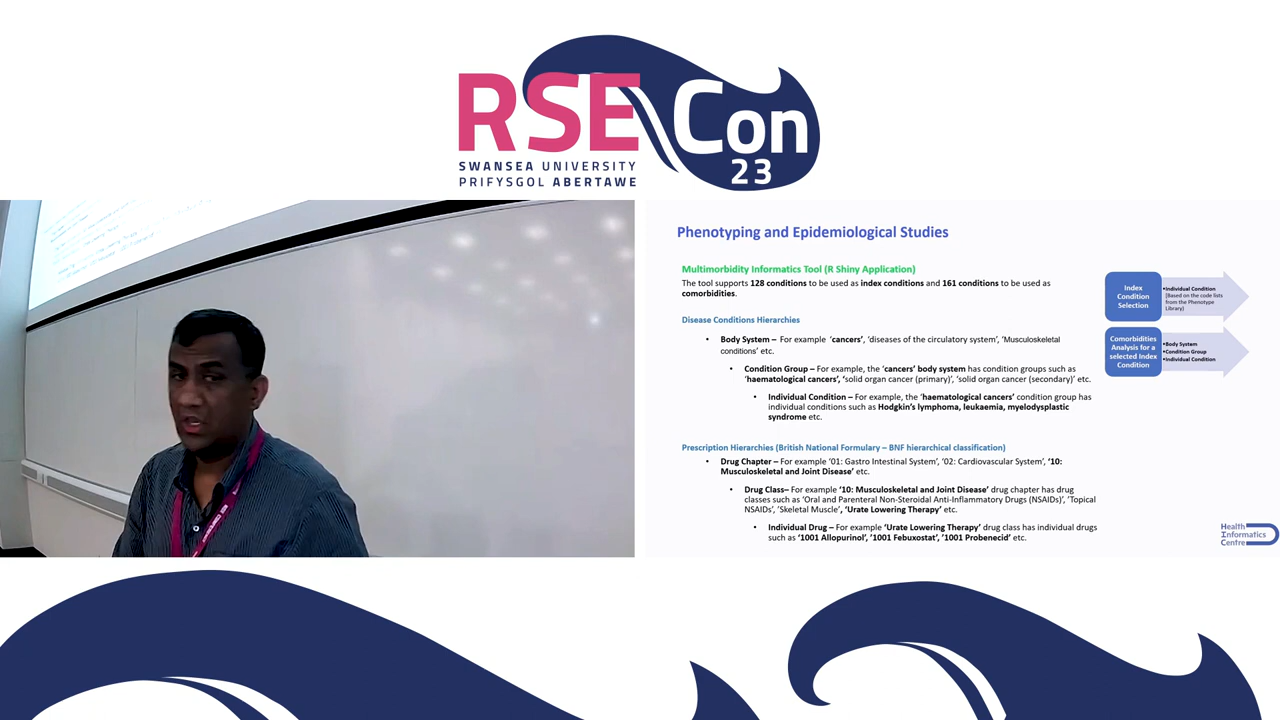 RSE Con
SWANSEA UNIVERSITY
PRIFYSGOL ABERTAWE
23
Phenotyping and Epidemiological Studies
Multimorbidity Informatics Tool (R Shiny Application)
The tool supports 128 conditions to be used as index conditions and 161 conditions to be used as
comorbidities.
Disease Conditions Hierarchies
• Body System – For example 'cancers', 'diseases of the circulatory system', 'Musculoskeletal
conditions' etc.
• Condition Group – For example, the 'cancers' body system has condition groups such as
'haematological cancers', 'solid organ cancer (primary)', 'solid organ cancer (secondary)' etc.
• Individual Condition – For example, the 'haematological cancers' condition group has
individual conditions such as Hodgkin's lymphoma, leukaemia, myelodysplastic
syndrome etc.
Prescription Hierarchies (British National Formulary – BNF hierarchical classification)
• Drug Chapter – For example '01: Gastro Intestinal System', '02: Cardiovascular System', '10:
Musculoskeletal and Joint Disease' etc.
• Drug Class– For example '10: Musculoskeletal and Joint Disease' drug chapter has drug
classes such as 'Oral and Parenteral Non-Steroidal Anti-Inflammatory Drugs (NSAIDs)', 'Topical
NSAIDs', 'Skeletal Muscle', 'Urate Lowering Therapy' etc.
• Individual Drug – For example 'Urate Lowering Therapy' drug class has individual drugs
such as '1001 Allopurinol', '1001 Febuxostat', '1001 Probenecid' etc.
Index
Condition
Selection
•Individual Condition
[Based on the code lists
from the Phenotype
Library]
Comorbidities
Analysis for a
selected Index
Condition
•Body System
•Condition Group
•Individual Condition
Health
Informatics
Centre